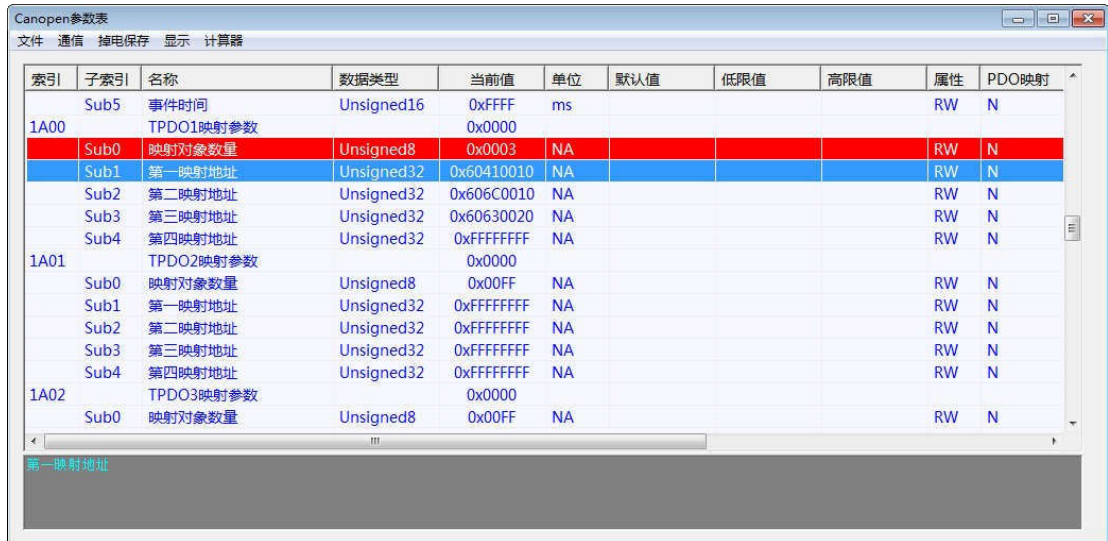 Canopen参数表
文件 通信 掉电保存 显示 计算器
索引 子索引 名称 数据类型 当前值 单位 默认值 低限值 高限值 属性 PDO映射
Sub5 事件时间 Unsigned16 0xFFFF ms RW N
1A00 TPDO1映射参数 0x0000
Sub0 映射对象数量 Unsigned8 0x0003 NA RW N
Sub1 第一映射地址 Unsigned32 0x60410010 NA RW N
Sub2 第二映射地址 Unsigned32 0x606C0010 NA RW N
Sub3 第三映射地址 Unsigned32 0x60630020 NA RW N
Sub4 第四映射地址 Unsigned32 0xFFFFFFFF NA RW N
1A01 TPDO2映射参数 0x0000
Sub0 映射对象数量 Unsigned8 0x00FF NA RW N
Sub1 第一映射地址 Unsigned32 0xFFFFFFFF NA RW N
Sub2 第二映射地址 Unsigned32 0xFFFFFFFF NA RW N
Sub3 第三映射地址 Unsigned32 0xFFFFFFFF NA RW N
Sub4 第四映射地址 Unsigned32 0xFFFFFFFF NA RW N
1A02 TPDO3映射参数 0x0000
Sub0 映射对象数量 Unsigned8 0x00FF NA RW N
第一映射地址